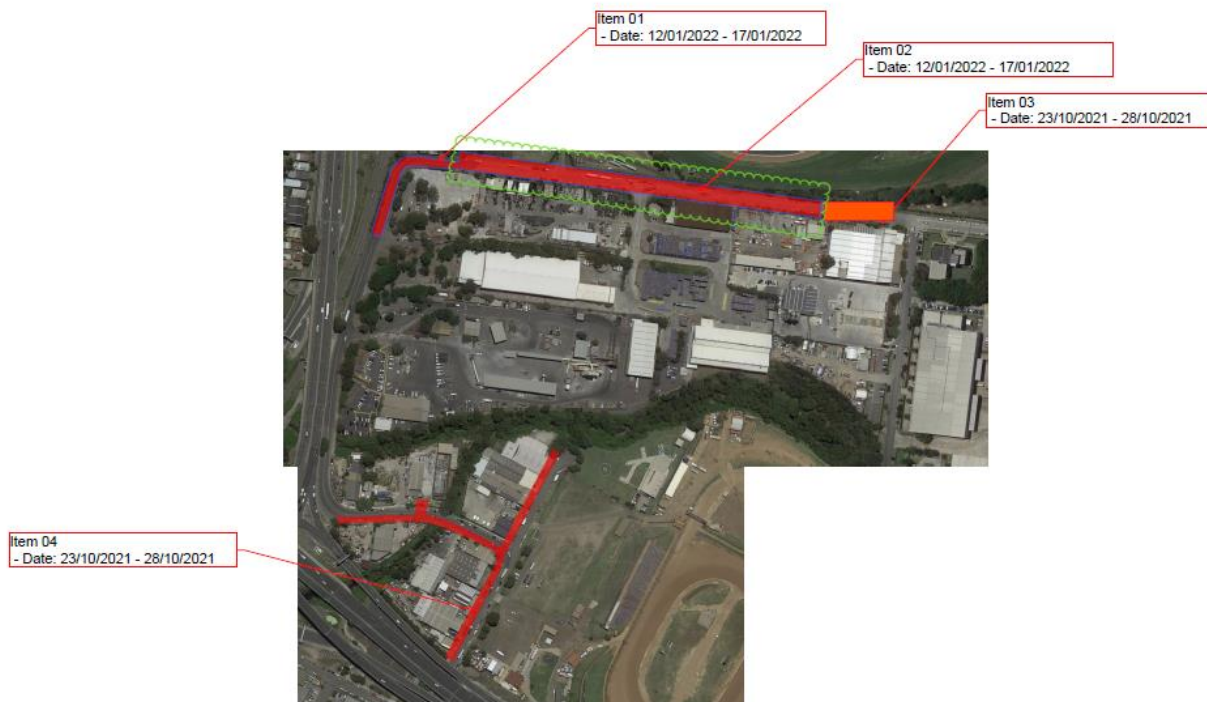 Item 01
- Date: 12/01/2022 - 17/01/2022
Item 02
- Date: 12/01/2022 - 17/01/2022
Item 03
- Date: 23/10/2021 - 28/10/2021
Item 04
- Date: 23/10/2021 - 28/10/2021